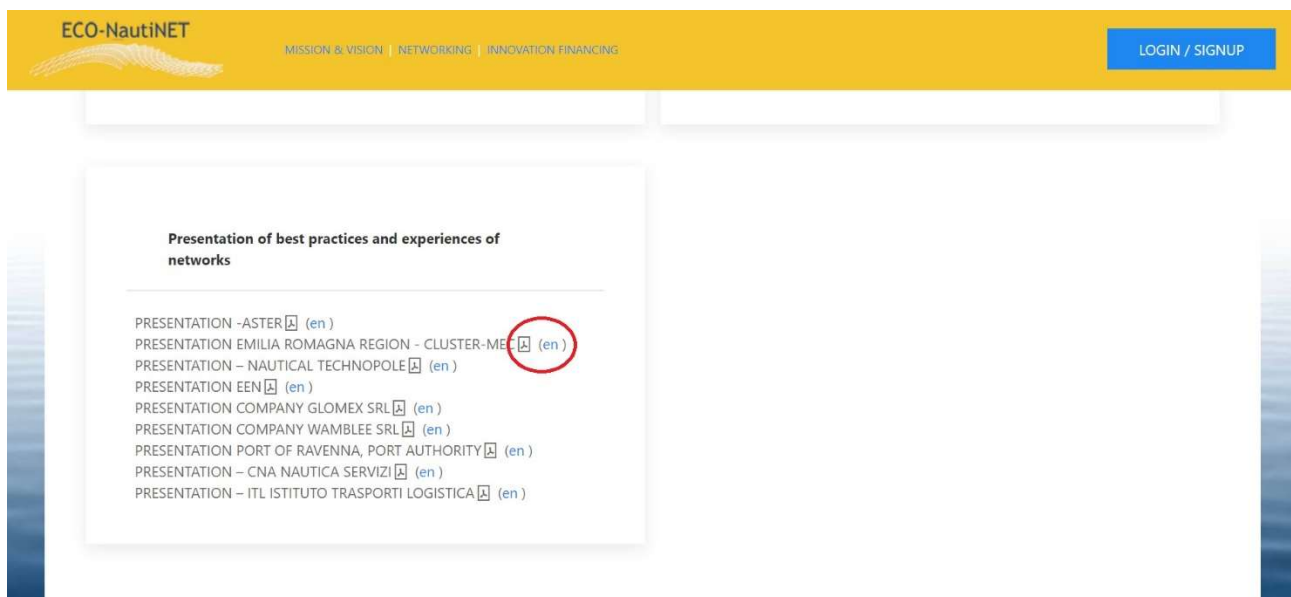 ECO-NautiNET
MISSION & VISION | NETWORKING | INNOVATION FINANCING
LOGIN / SIGNUP
Presentation of best practices and experiences of
networks
PRESENTATION -ASTER (en )
PRESENTATION EMILIA ROMAGNA REGION - CLUSTER-MEC (en )
PRESENTATION – NAUTICAL TECHNOPOLE (en )
PRESENTATION EEN (en )
PRESENTATION COMPANY GLOMEX SRL (en )
PRESENTATION COMPANY WAMBLEE SRL (en )
PRESENTATION PORT OF RAVENNA, PORT AUTHORITY (en )
PRESENTATION – CNA NAUTICA SERVIZI (en )
PRESENTATION – ITL ISTITUTO TRASPORTI LOGISTICA (en )